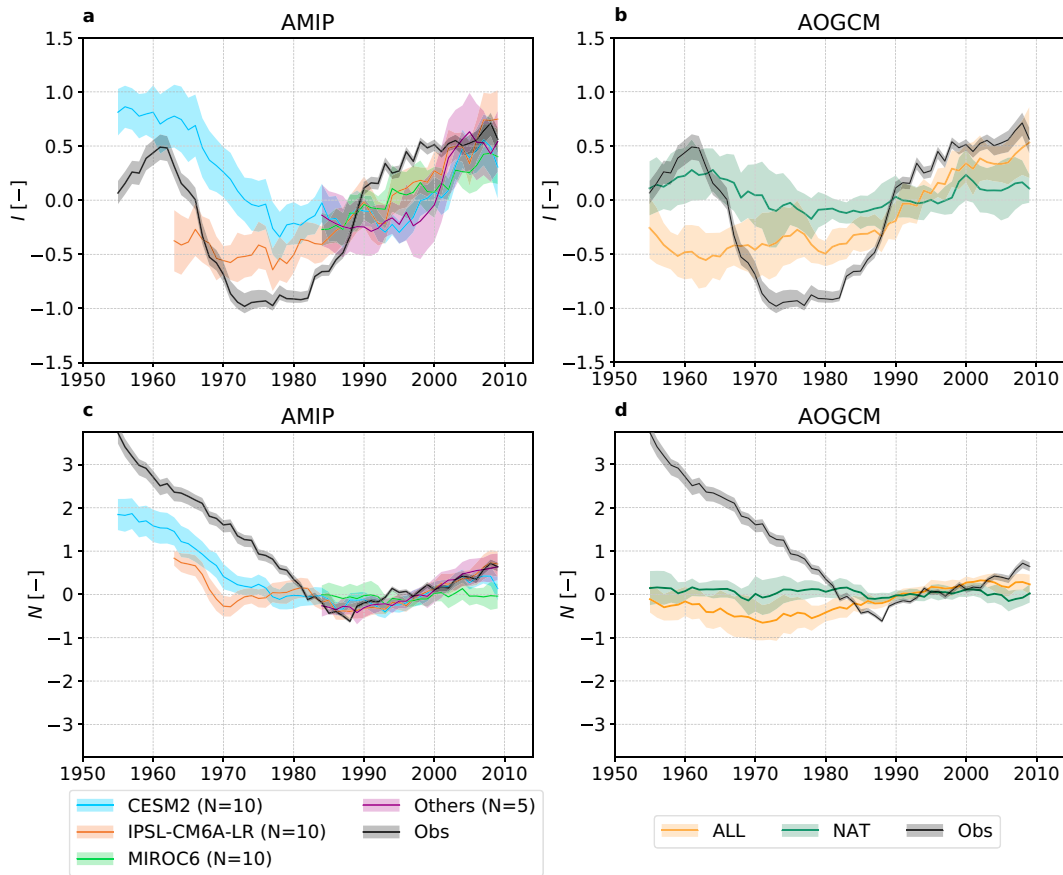 a
AMIP
1.5
1.0
0.5
0.0
−0.5
−1.0
−1.5
I [−]
1950 1960 1970 1980 1990 2000 2010
b
AOGCM
1.5
1.0
0.5
0.0
−0.5
−1.0
−1.5
I [−]
1950 1960 1970 1980 1990 2000 2010
c
AMIP
3
2
1
0
−1
−2
−3
N [−]
1950 1960 1970 1980 1990 2000 2010
d
AOGCM
3
2
1
0
−1
−2
−3
N [−]
1950 1960 1970 1980 1990 2000 2010
CESM2 (N=10)
IPSL-CM6A-LR (N=10)
MIROC6 (N=10)
Others (N=5)
Obs
ALL NAT Obs